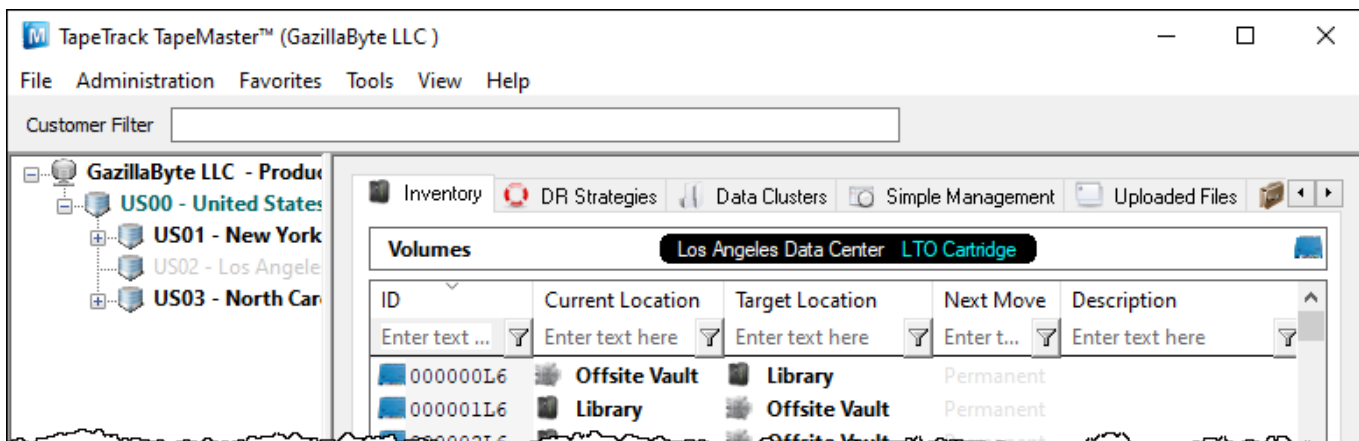 TapeTrack TapeMaster™ (GazillaByte LLC )
File Administration Favorites Tools View Help
Customer Filter
GazillaByte LLC - Produc
US00 - United States
US01 - New York
US02 - Los Angele
US03 - North Car
Inventory DR Strategies Data Clusters Simple Management Uploaded Files
Volumes Los Angeles Data Center LTO Cartridge
ID Current Location Target Location Next Move Description
Enter text ... Enter text here Enter text here Enter t... Enter text here
000000L6 Offsite Vault Library Permanent
000001L6 Library Offsite Vault Permanent